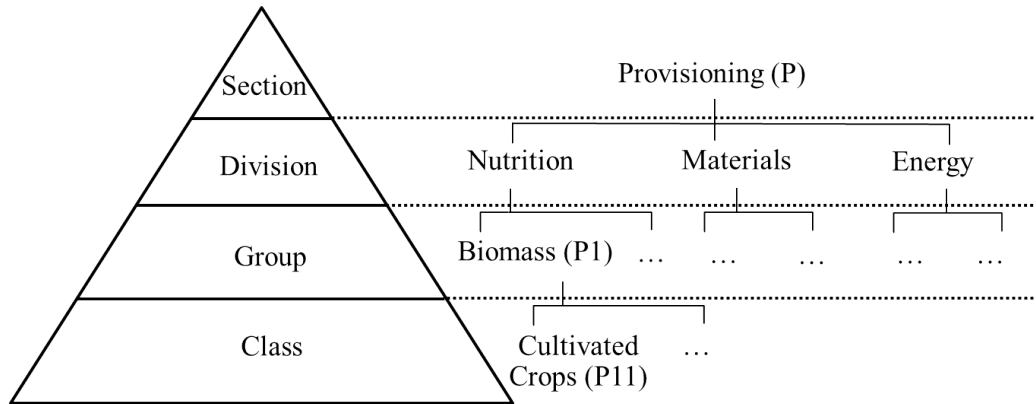 Section
Provisioning (P)
Division
Nutrition
Materials
Energy
Group
Biomass (P1)
...
...
...
...
...
Class
Cultivated
Crops (P11)
...